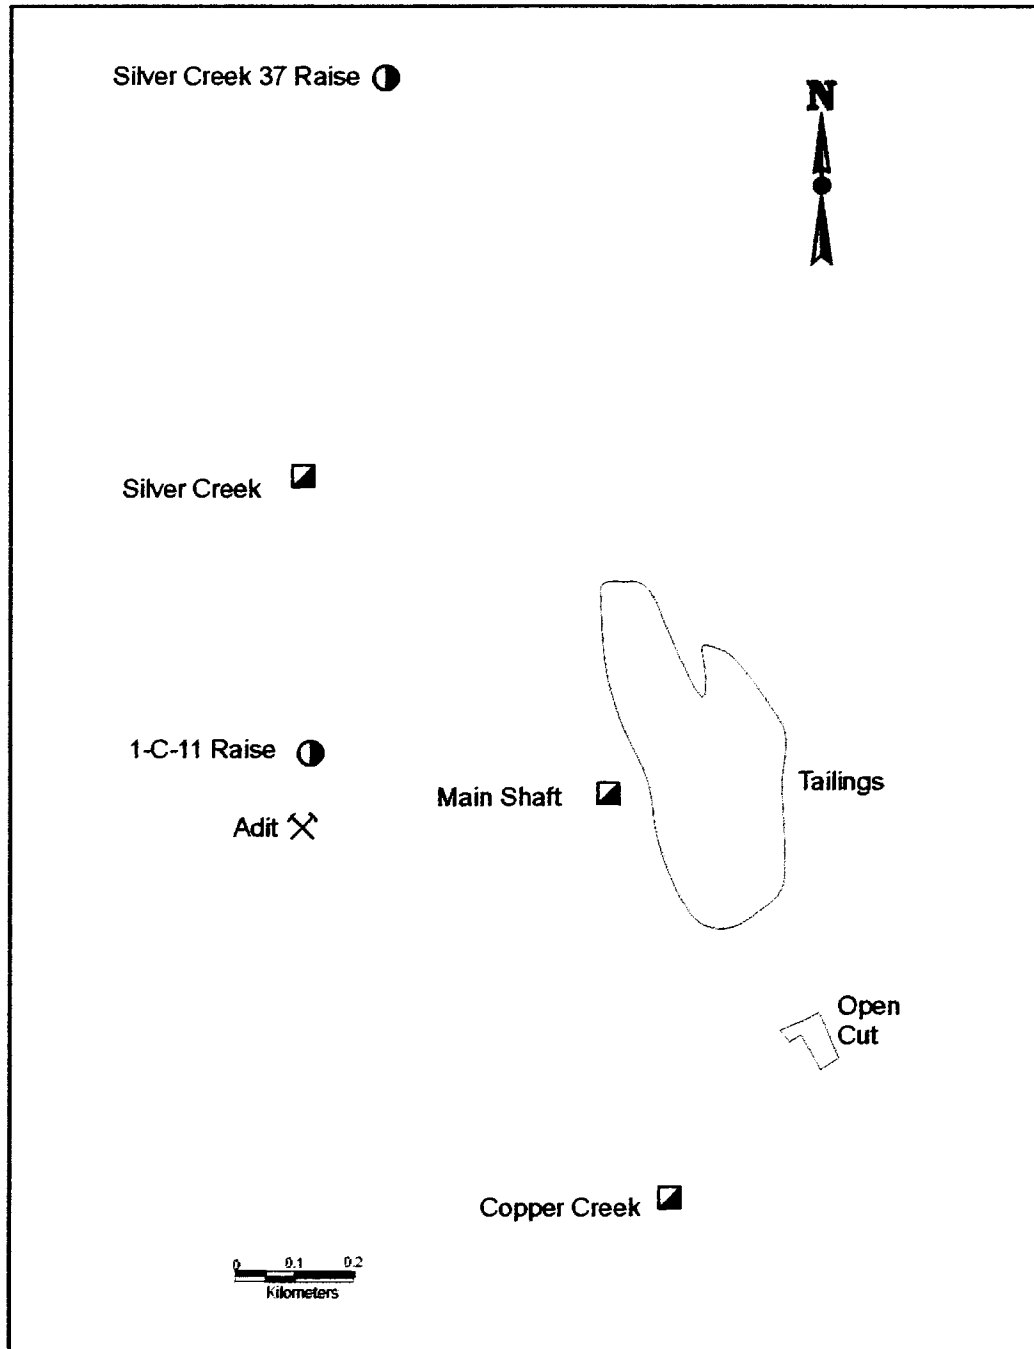 Silver Creek 37 Raise
N
Silver Creek
1-C-11 Raise
Main Shaft
Tailings
Adit
Open
Cut
Copper Creek
0 0.1 0.2
Kilometers